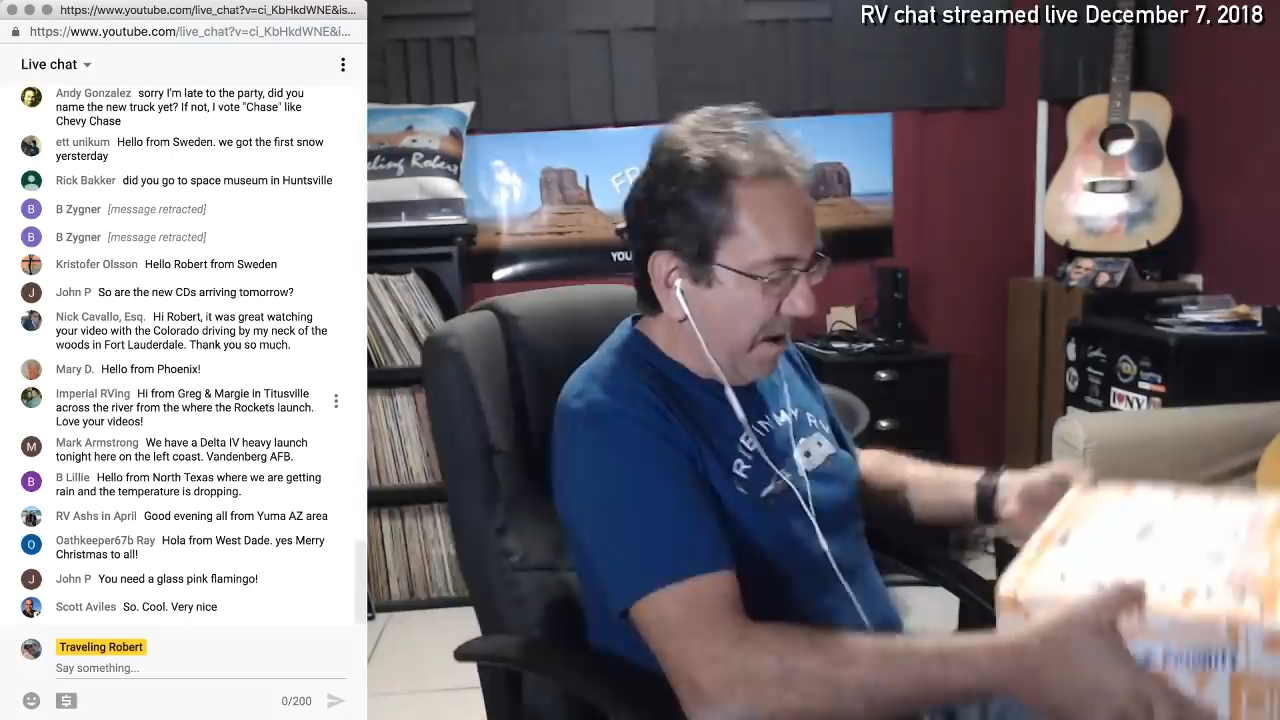 https://www.youtube.com/live_chat?v=ci_KbHkdWNE&is...
https://www.youtube.com/live_chat?v=ci_KbHkdWNE&i...
RV chat streamed live December 7, 2018
Live chat
Andy Gonzalez sorry I'm late to the party, did you
name the new truck yet? If not, I vote "Chase" like
Chevy Chase
ett unikum Hello from Sweden. we got the first snow
yersterday
Rick Bakker did you go to space museum in Huntsville
B
B Zygner [message retracted]
B
B Zygner [message retracted]
Kristofer Olsson Hello Robert from Sweden
J
John P So are the new CDs arriving tomorrow?
Nick Cavallo, Esq. Hi Robert, it was great watching
your video with the Colorado driving by my neck of the
woods in Fort Lauderdale. Thank you so much.
Mary D. Hello from Phoenix!
Imperial RVing Hi from Greg & Margie in Titusville
across the river from the where the Rockets launch.
Love your videos!
M
Mark Armstrong We have a Delta IV heavy launch
tonight here on the left coast. Vandenberg AFB.
B
B Lillie Hello from North Texas where we are getting
rain and the temperature is dropping.
RV Ashs in April Good evening all from Yuma AZ area
O
Oathkeeper67b Ray Hola from West Dade. yes Merry
Christmas to all!
J
John P You need a glass pink flamingo!
Scott Aviles So. Cool. Very nice
Traveling Robert
Say something...
0/200
eling Robert
FR
YOU
IN MY R
I NY